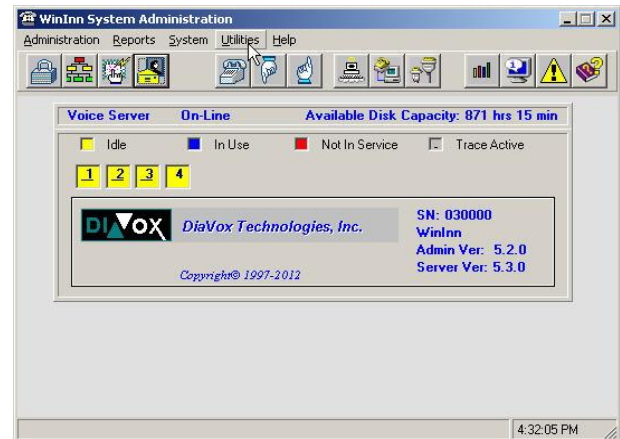 WinInn System Administration
Administration Reports System Utilities Help
Voice Server On-Line Available Disk Capacity: 871 hrs 15 min
Idle In Use Not In Service Trace Active
1 2 3 4
DIAVOX DiaVox Technologies, Inc.
SN: 030000
WinInn
Admin Ver: 5.2.0
Server Ver: 5.3.0
Copyright© 1997-2012
4:32:05 PM